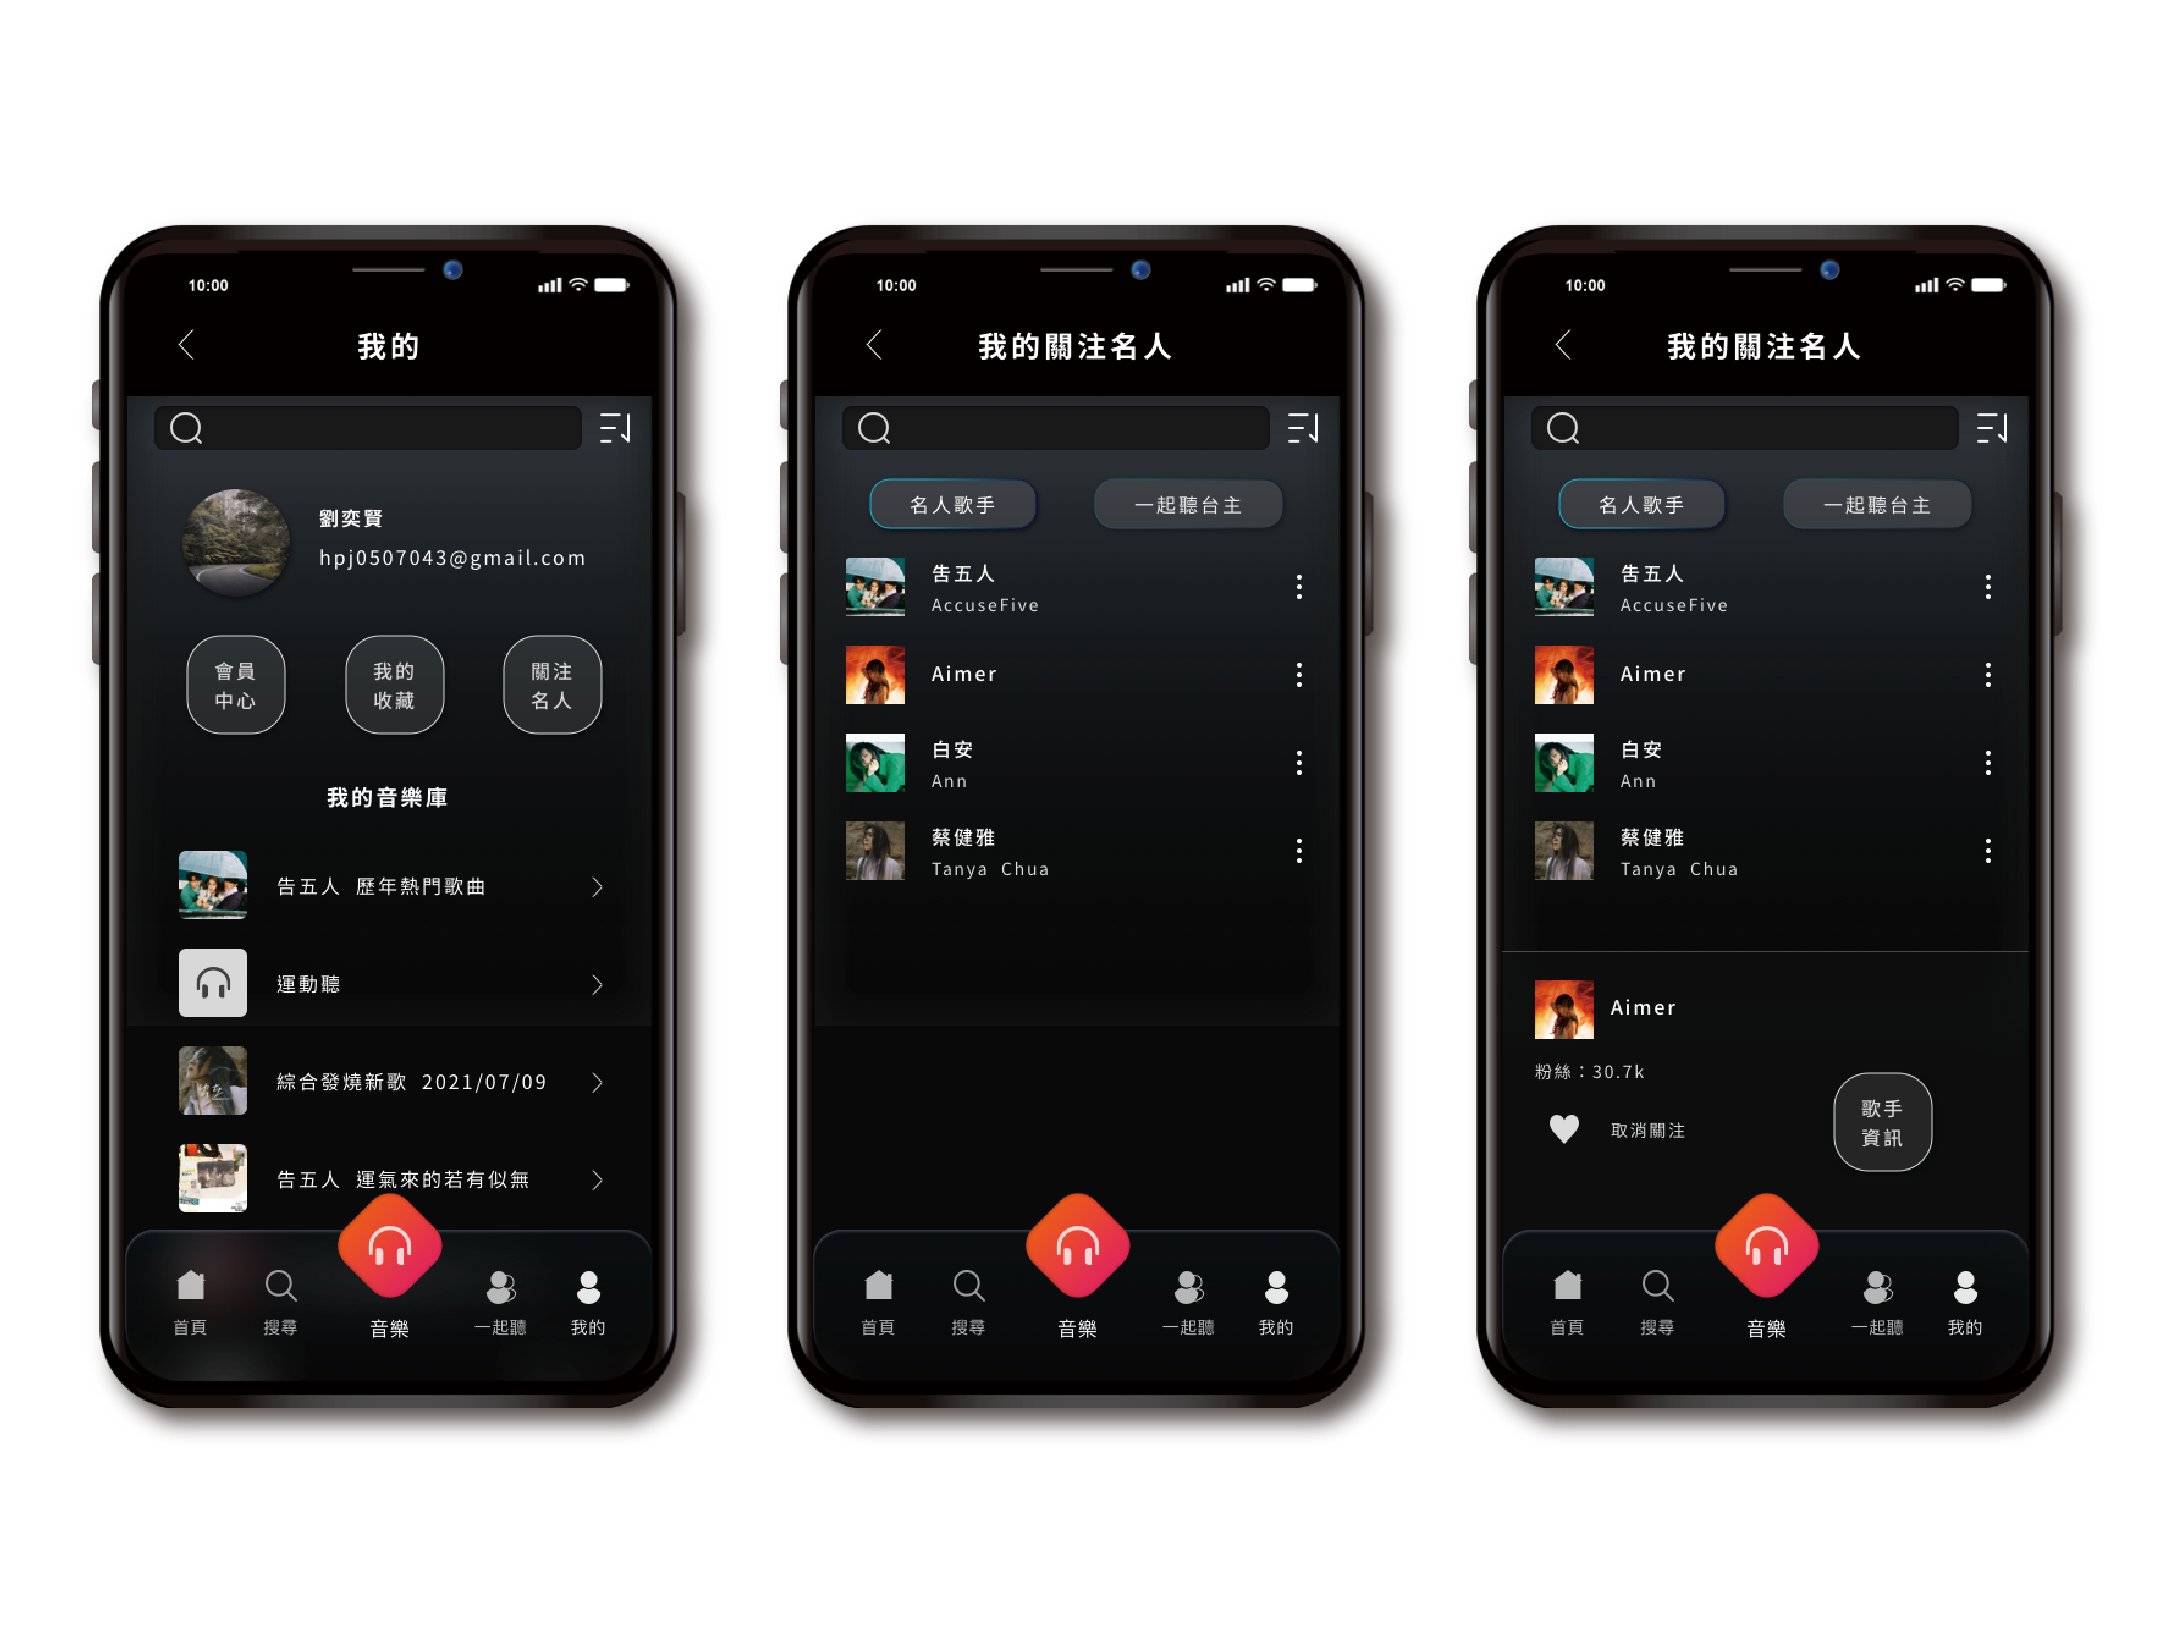 10:00
我的
劉奕賢
hpj0507043@gmail.com
會員
中心
我的
收藏
關注
名人
我的音樂庫
告五人 歷年熱門歌曲
運動聽
綜合發燒新歌 2021/07/09
告五人 運氣來的若有似無
首頁
搜尋
音樂
一起聽
我的
10:00
我的關注名人
名人歌手
一起聽台主
告五人
AccuseFive
Aimer
白安
Ann
蔡健雅
Tanya Chua
首頁
搜尋
音樂
一起聽
我的
10:00
我的關注名人
名人歌手
一起聽台主
告五人
AccuseFive
Aimer
白安
Ann
蔡健雅
Tanya Chua
Aimer
粉絲：30.7k
取消關注
歌手
資訊
首頁
搜尋
音樂
一起聽
我的